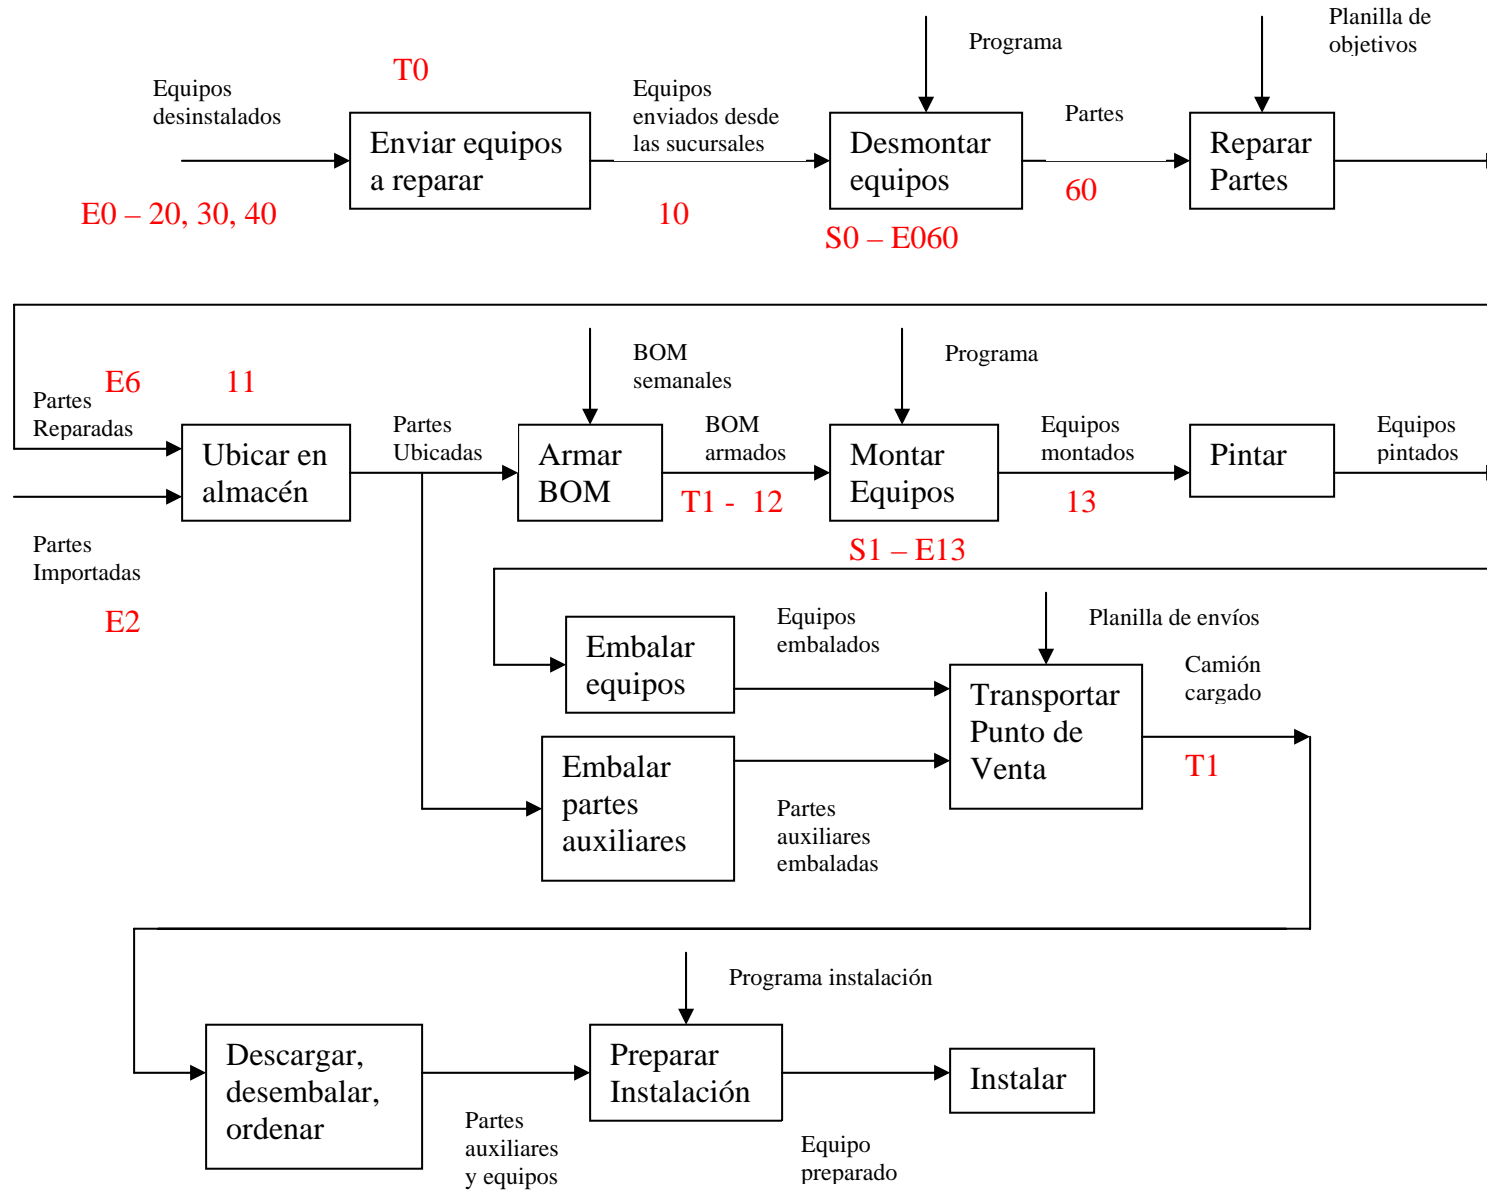 Planilla de
objetivos
Programa
T0
Equipos
desinstalados
Equipos
enviados desde
las sucursales
Partes
Enviar equipos
a reparar
Desmontar
equipos
Reparar
Partes
E0 – 20, 30, 40
10
60
S0 – E060
BOM
semanales
Programa
E6
11
Partes
Reparadas
Partes
Ubicadas
BOM
armados
Equipos
montados
Equipos
pintados
Ubicar en
almacén
Armar
BOM
Montar
Equipos
Pintar
T1 - 12
13
S1 – E13
Partes
Importadas
E2
Equipos
embalados
Planilla de envíos
Embalar
equipos
Camión
cargado
Transportar
Punto de
Venta
T1
Embalar
partes
auxiliares
Partes
auxiliares
embaladas
Programa instalación
Descargar,
desembalar,
ordenar
Preparar
Instalación
Instalar
Partes
auxiliares
y equipos
Equipo
preparado